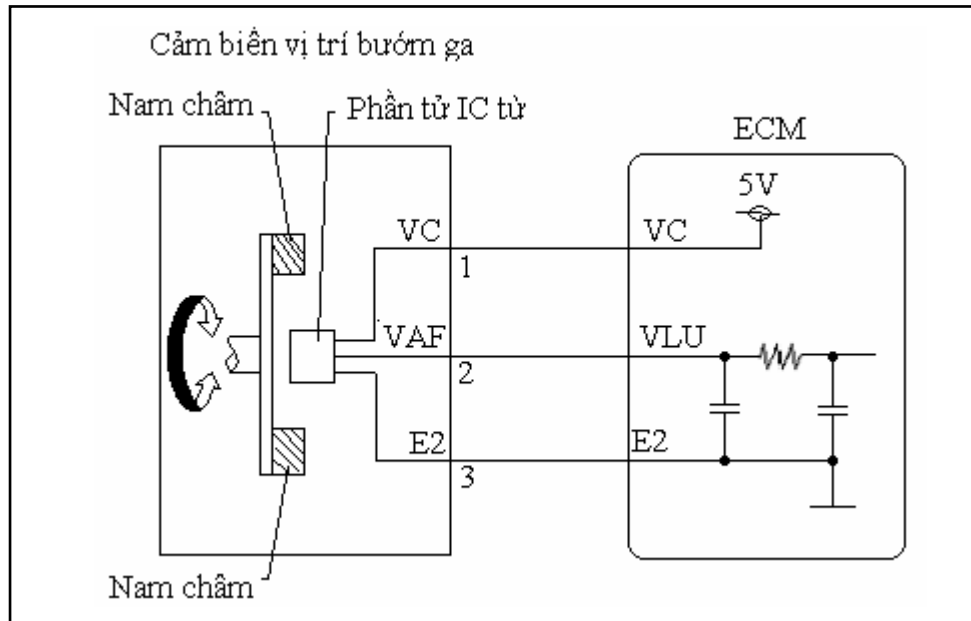 Cảm biến vị trí bướm ga
Nam châm
Phần tử IC từ
ECM
5V
VC
VC
1
VAF
VLU
2
E2
E2
3
Nam châm